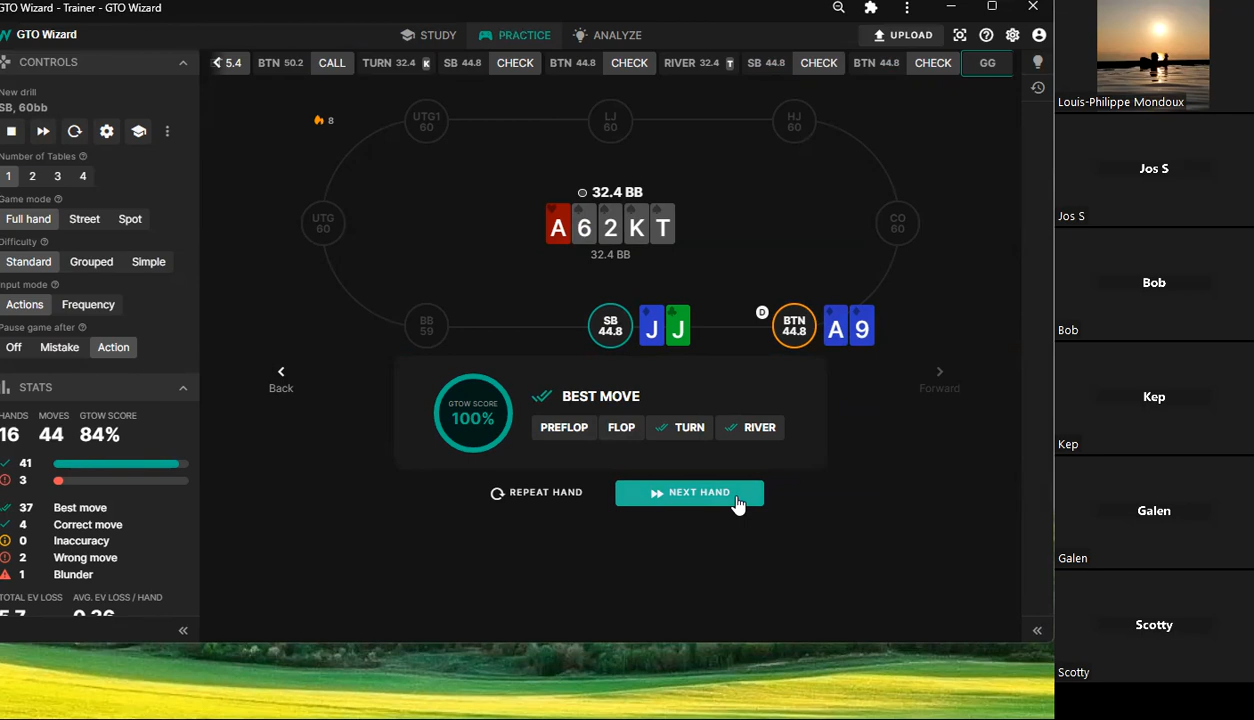 GTO Wizard - Trainer - GTO Wizard
GTO Wizard
STUDY
PRACTICE
ANALYZE
UPLOAD
CONTROLS
5.4
BTN 50.2
CALL
TURN 32.4 K
SB 44.8
CHECK
BTN 44.8
CHECK
RIVER 32.4 T
SB 44.8
CHECK
BTN 44.8
CHECK
GG
New drill
SB, 60bb
Number of Tables
1 2 3 4
Game mode
Full hand Street Spot
Difficulty
Standard Grouped Simple
Input mode
Actions Frequency
Pause game after
Off Mistake Action
STATS
HANDS MOVES GTOW SCORE
16 44 84%
41
3
37 Best move
4 Correct move
0 Inaccuracy
2 Wrong move
1 Blunder
TOTAL EV LOSS AVG. EV LOSS / HAND
8
UTG1
60
LJ
60
HJ
60
UTG
60
CO
60
32.4 BB
A 6 2 K T
32.4 BB
BB
59
SB
44.8
J J
D
BTN
44.8
A 9
Back
Forward
GTOW SCORE
100%
BEST MOVE
PREFLOP FLOP TURN RIVER
REPEAT HAND
NEXT HAND
Louis-Philippe Mondoux
Jos S
Jos S
Bob
Bob
Kep
Kep
Galen
Galen
Scotty
Scotty